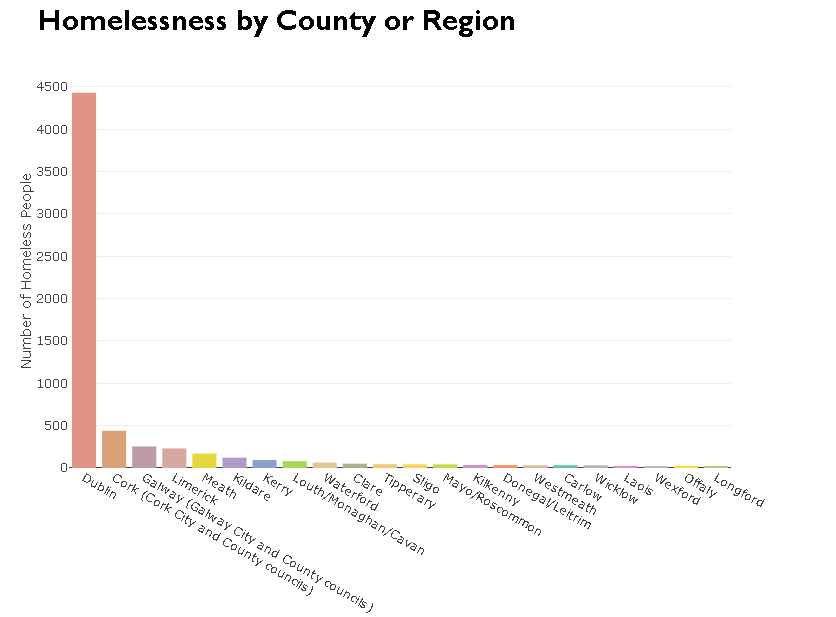 Homelessness by County or Region
Number of Homeless People
4500
4000
3500
3000
2500
2000
1500
1000
500
0
Dublin
Cork (Cork City and County councils)
Galway (Galway City and County councils)
Limerick
Meath
Kildare
Kerry
Louth/Monaghan/Cavan
Waterford
Clare
Tipperary
Sligo
Mayo/Roscommon
Kilkenny
Donegal/Leitrim
Westmeath
Carlow
Wicklow
Laois
Wexford
Offaly
Longford